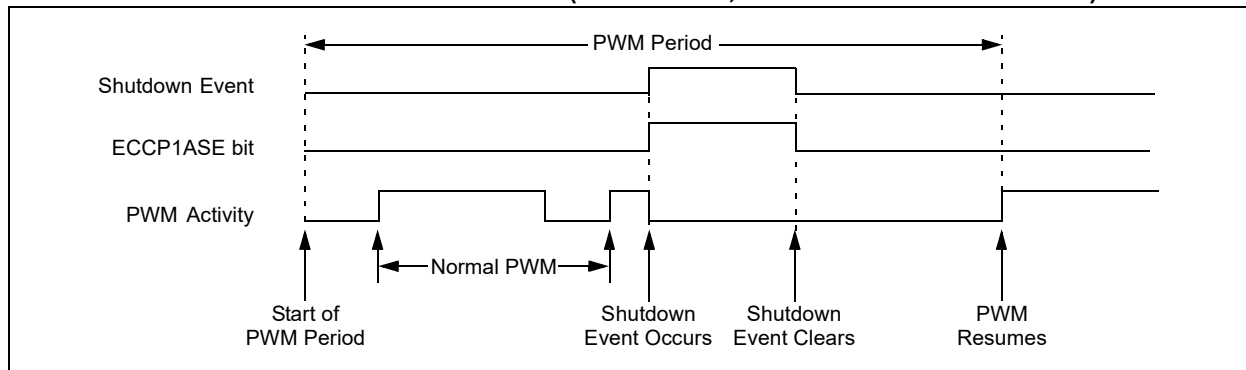 PWM Period
Shutdown Event
ECCP1ASE bit
PWM Activity
Normal PWM
Start of
PWM Period
Shutdown
Event Occurs
Shutdown
Event Clears
PWM
Resumes